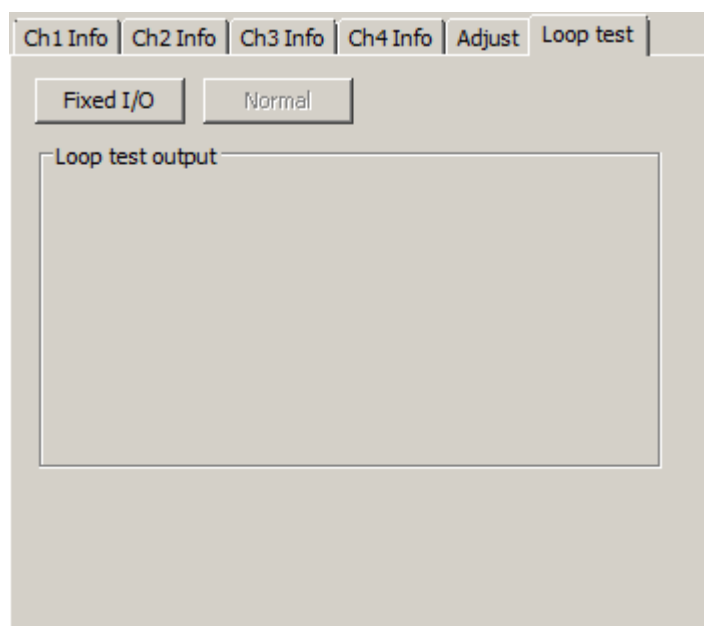 Ch1 Info Ch2 Info Ch3 Info Ch4 Info Adjust Loop test
Fixed I/O Normal
Loop test output